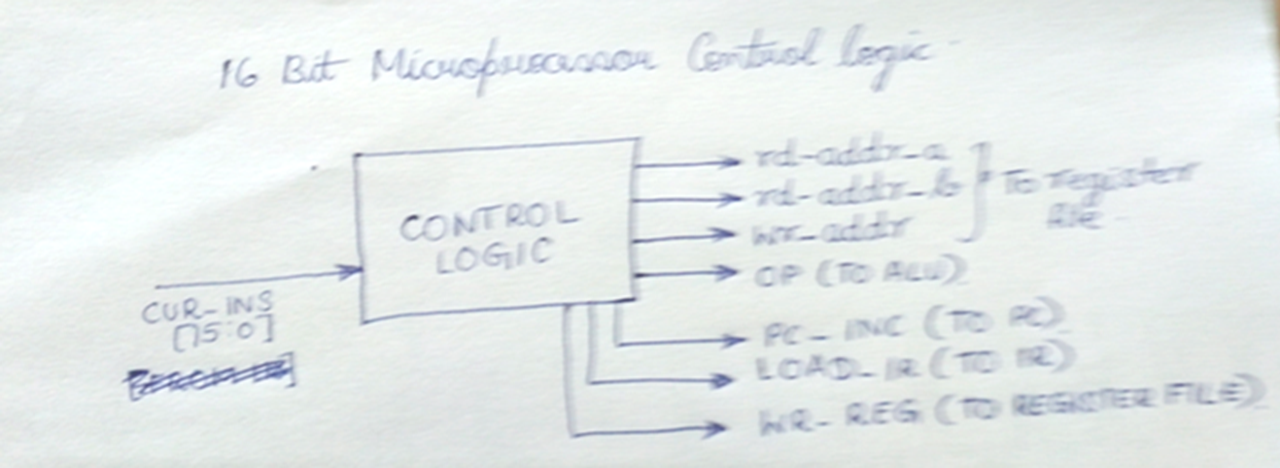 16 Bit Microprocessor Control logic
CONTROL
LOGIC
CUR-INS
[15:0]
rd-addr-a
rd-addr-b
wr-addr
To register
file
OP (TO ALU)
PC-INC (TO PC)
LOAD-IR (TO IR)
WR-REG (TO REGISTER FILE)